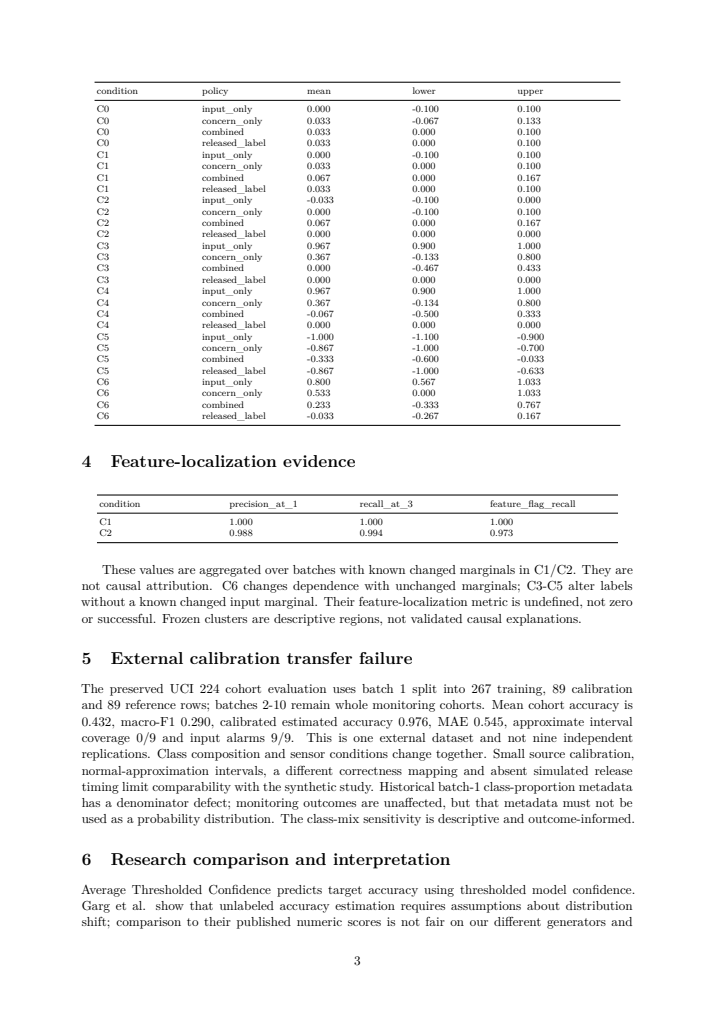 condition policy mean lower upper
C0 input_only 0.000 -0.100 0.100
C0 concern_only 0.033 -0.067 0.133
C0 combined 0.033 0.000 0.100
C0 released_label 0.033 0.000 0.100
C1 input_only 0.000 -0.100 0.100
C1 concern_only 0.033 0.000 0.100
C1 combined 0.067 0.000 0.167
C1 released_label 0.033 0.000 0.100
C2 input_only -0.033 -0.100 0.000
C2 concern_only 0.000 -0.100 0.100
C2 combined 0.067 0.000 0.167
C2 released_label 0.000 0.000 0.000
C3 input_only 0.967 0.900 1.000
C3 concern_only 0.367 -0.133 0.800
C3 combined 0.000 -0.467 0.433
C3 released_label 0.000 0.000 0.000
C4 input_only 0.967 0.900 1.000
C4 concern_only 0.367 -0.134 0.800
C4 combined -0.067 -0.500 0.333
C4 released_label 0.000 0.000 0.000
C5 input_only -1.000 -1.100 -0.900
C5 concern_only -0.867 -1.000 -0.700
C5 combined -0.333 -0.600 -0.033
C5 released_label -0.867 -1.000 -0.633
C6 input_only 0.800 0.567 1.033
C6 concern_only 0.533 0.000 1.033
C6 combined 0.233 -0.333 0.767
C6 released_label -0.033 -0.267 0.167
4 Feature-localization evidence
condition precision_at_1 recall_at_3 feature_flag_recall
C1 1.000 1.000 1.000
C2 0.988 0.994 0.973
These values are aggregated over batches with known changed marginals in C1/C2. They are
not causal attribution. C6 changes dependence with unchanged marginals; C3-C5 alter labels
without a known changed input marginal. Their feature-localization metric is undefined, not zero
or successful. Frozen clusters are descriptive regions, not validated causal explanations.
5 External calibration transfer failure
The preserved UCI 224 cohort evaluation uses batch 1 split into 267 training, 89 calibration
and 89 reference rows; batches 2-10 remain whole monitoring cohorts. Mean cohort accuracy is
0.432, macro-F1 0.290, calibrated estimated accuracy 0.976, MAE 0.545, approximate interval
coverage 0/9 and input alarms 9/9. This is one external dataset and not nine independent
replications. Class composition and sensor conditions change together. Small source calibration,
normal-approximation intervals, a different correctness mapping and absent simulated release
timing limit comparability with the synthetic study. Historical batch-1 class-proportion metadata
has a denominator defect; monitoring outcomes are unaffected, but that metadata must not be
used as a probability distribution. The class-mix sensitivity is descriptive and outcome-informed.
6 Research comparison and interpretation
Average Thresholded Confidence predicts target accuracy using thresholded model confidence.
Garg et al. show that unlabeled accuracy estimation requires assumptions about distribution
shift; comparison to their published numeric scores is not fair on our different generators and
3